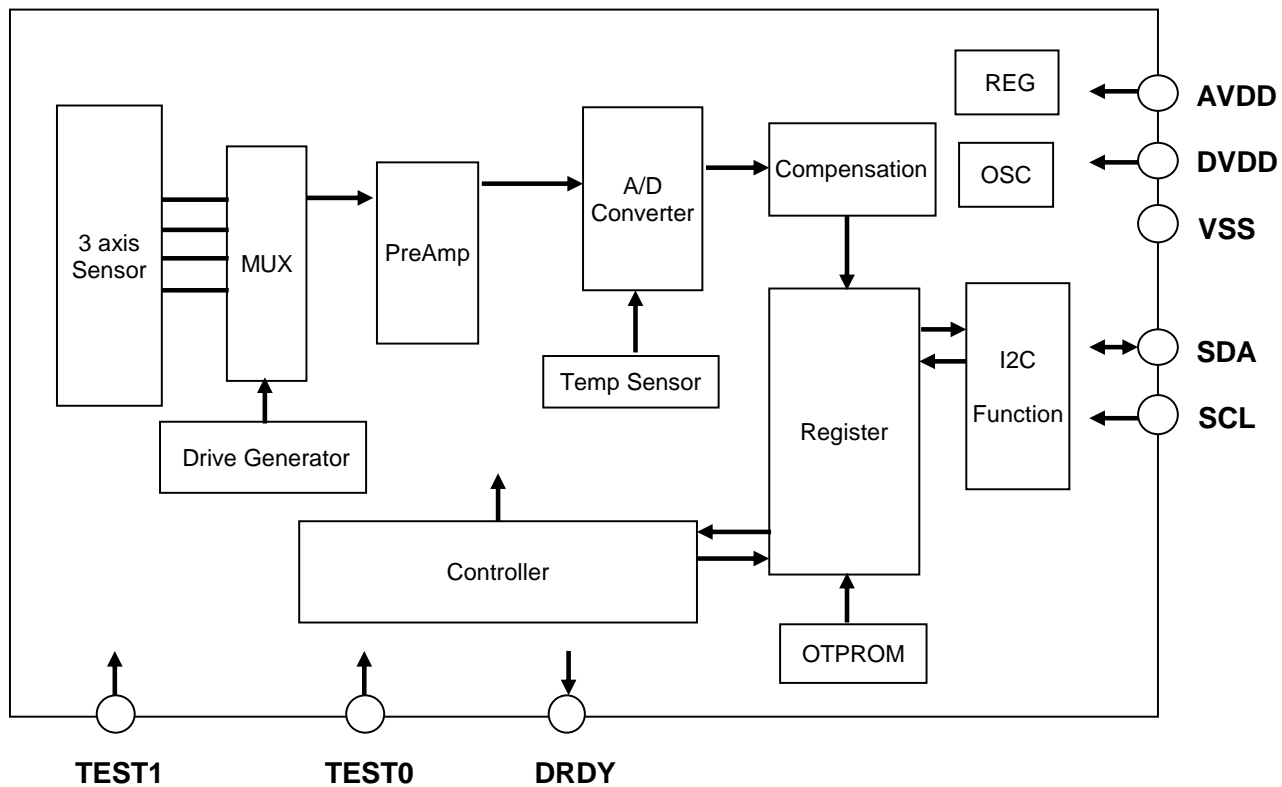 REG
AVDD
OSC
DVDD
VSS
3 axis
Sensor
MUX
PreAmp
A/D
Converter
Compensation
Temp Sensor
Drive Generator
Register
I2C
Function
SDA
SCL
Controller
OTPROM
TEST1
TEST0
DRDY